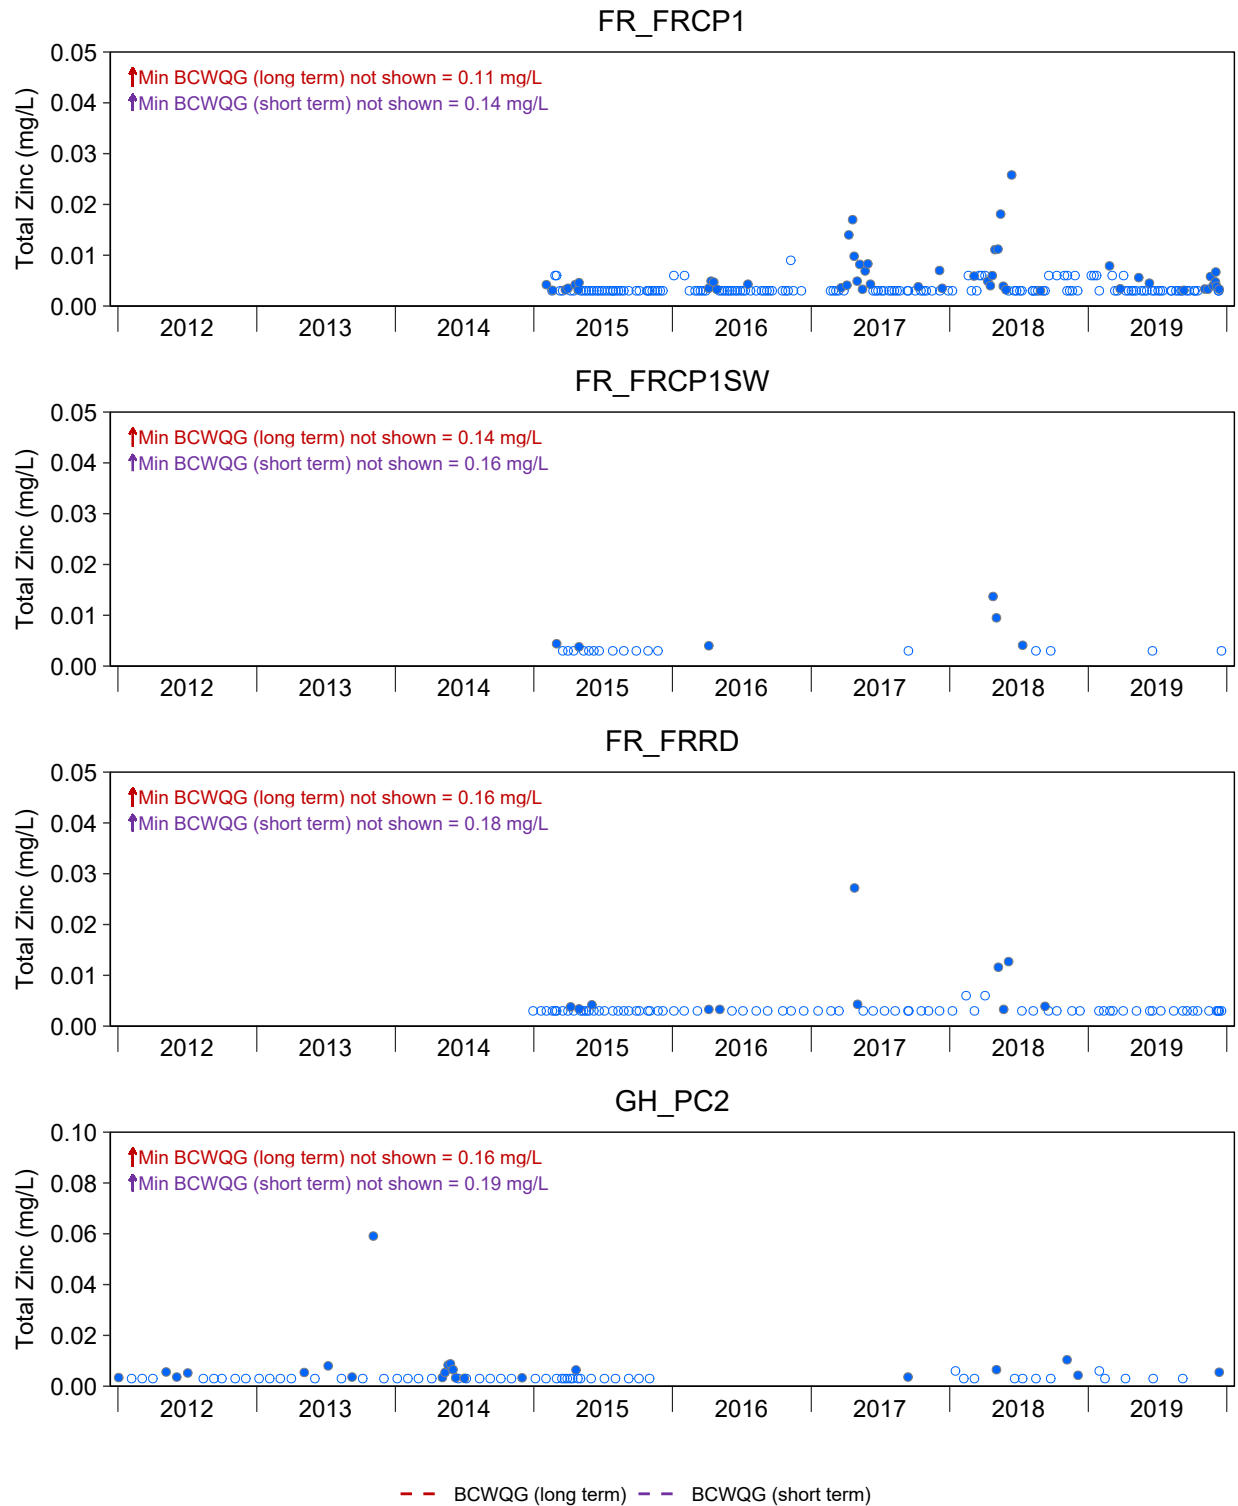 FR_FRCP1
Total Zinc (mg/L)
0.05
0.04
0.03
0.02
0.01
0.00
↑Min BCWQG (long term) not shown = 0.11 mg/L
↑Min BCWQG (short term) not shown = 0.14 mg/L
2012 2013 2014 2015 2016 2017 2018 2019
FR_FRCP1SW
Total Zinc (mg/L)
0.05
0.04
0.03
0.02
0.01
0.00
↑Min BCWQG (long term) not shown = 0.14 mg/L
↑Min BCWQG (short term) not shown = 0.16 mg/L
2012 2013 2014 2015 2016 2017 2018 2019
FR_FRRD
Total Zinc (mg/L)
0.05
0.04
0.03
0.02
0.01
0.00
↑Min BCWQG (long term) not shown = 0.16 mg/L
↑Min BCWQG (short term) not shown = 0.18 mg/L
2012 2013 2014 2015 2016 2017 2018 2019
GH_PC2
Total Zinc (mg/L)
0.10
0.08
0.06
0.04
0.02
0.00
↑Min BCWQG (long term) not shown = 0.16 mg/L
↑Min BCWQG (short term) not shown = 0.19 mg/L
2012 2013 2014 2015 2016 2017 2018 2019
BCWQG (long term) BCWQG (short term)